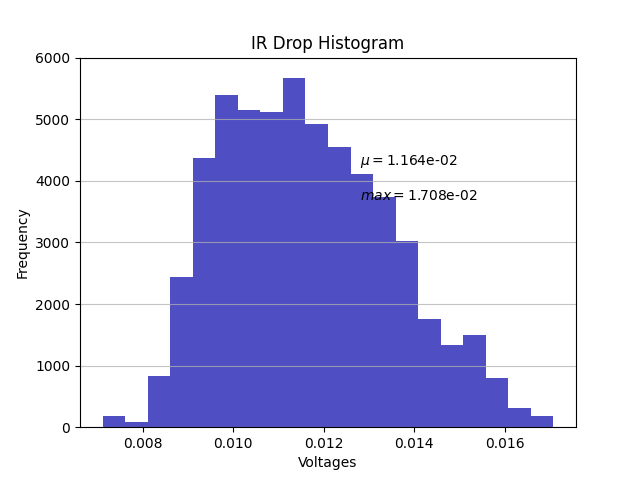 IR Drop Histogram
6000
5000
4000
3000
2000
1000
0
Frequency
μ = 1.164e-02
max = 1.708e-02
0.008 0.010 0.012 0.014 0.016
Voltages